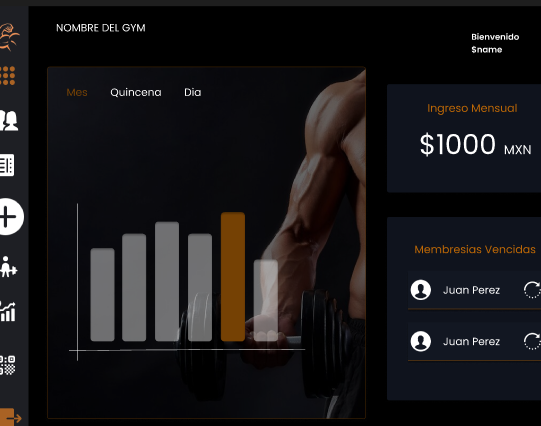 NOMBRE DEL GYM
Bienvenido
$name
Mes Quincena Dia
Ingreso Mensual
$1000 MXN
Membresias Vencidas
Juan Perez
Juan Perez